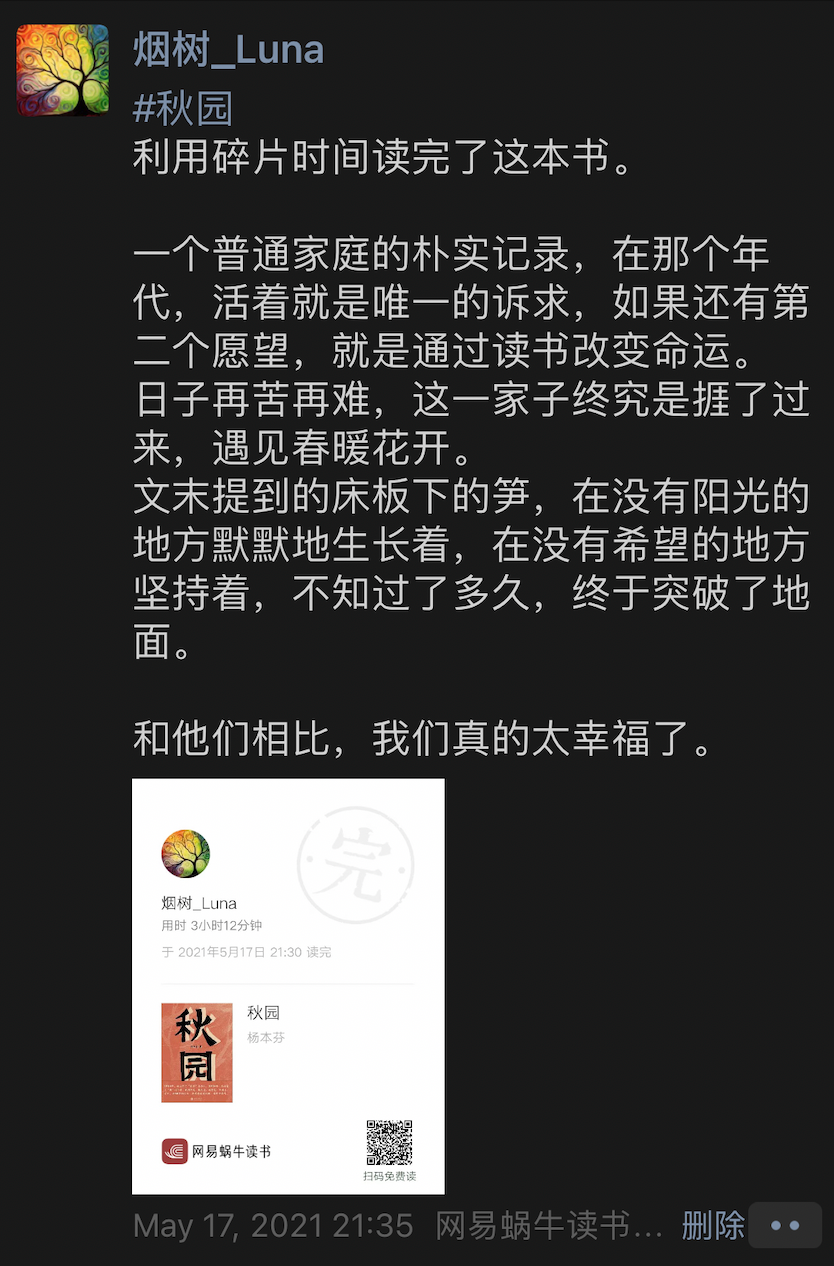 烟树_Luna
#秋园
利用碎片时间读完了这本书。
一个普通家庭的朴实记录，在那个年
代，活着就是唯一的诉求，如果还有第
二个愿望，就是通过读书改变命运。
日子再苦再难，这一家子终究是捱了过
来，遇见春暖花开。
文末提到的床板下的笋，在没有阳光的
地方默默地生长着，在没有希望的地方
坚持着，不知过了多久，终于突破了地
面。
和他们相比，我们真的太幸福了。
完
烟树_Luna
用时 3小时12分钟
于 2021年5月17日 21:30 读完
秋园
秋园
杨本芬
网易蜗牛读书
扫码免费读
May 17, 2021 21:35 网易蜗牛读书... 删除